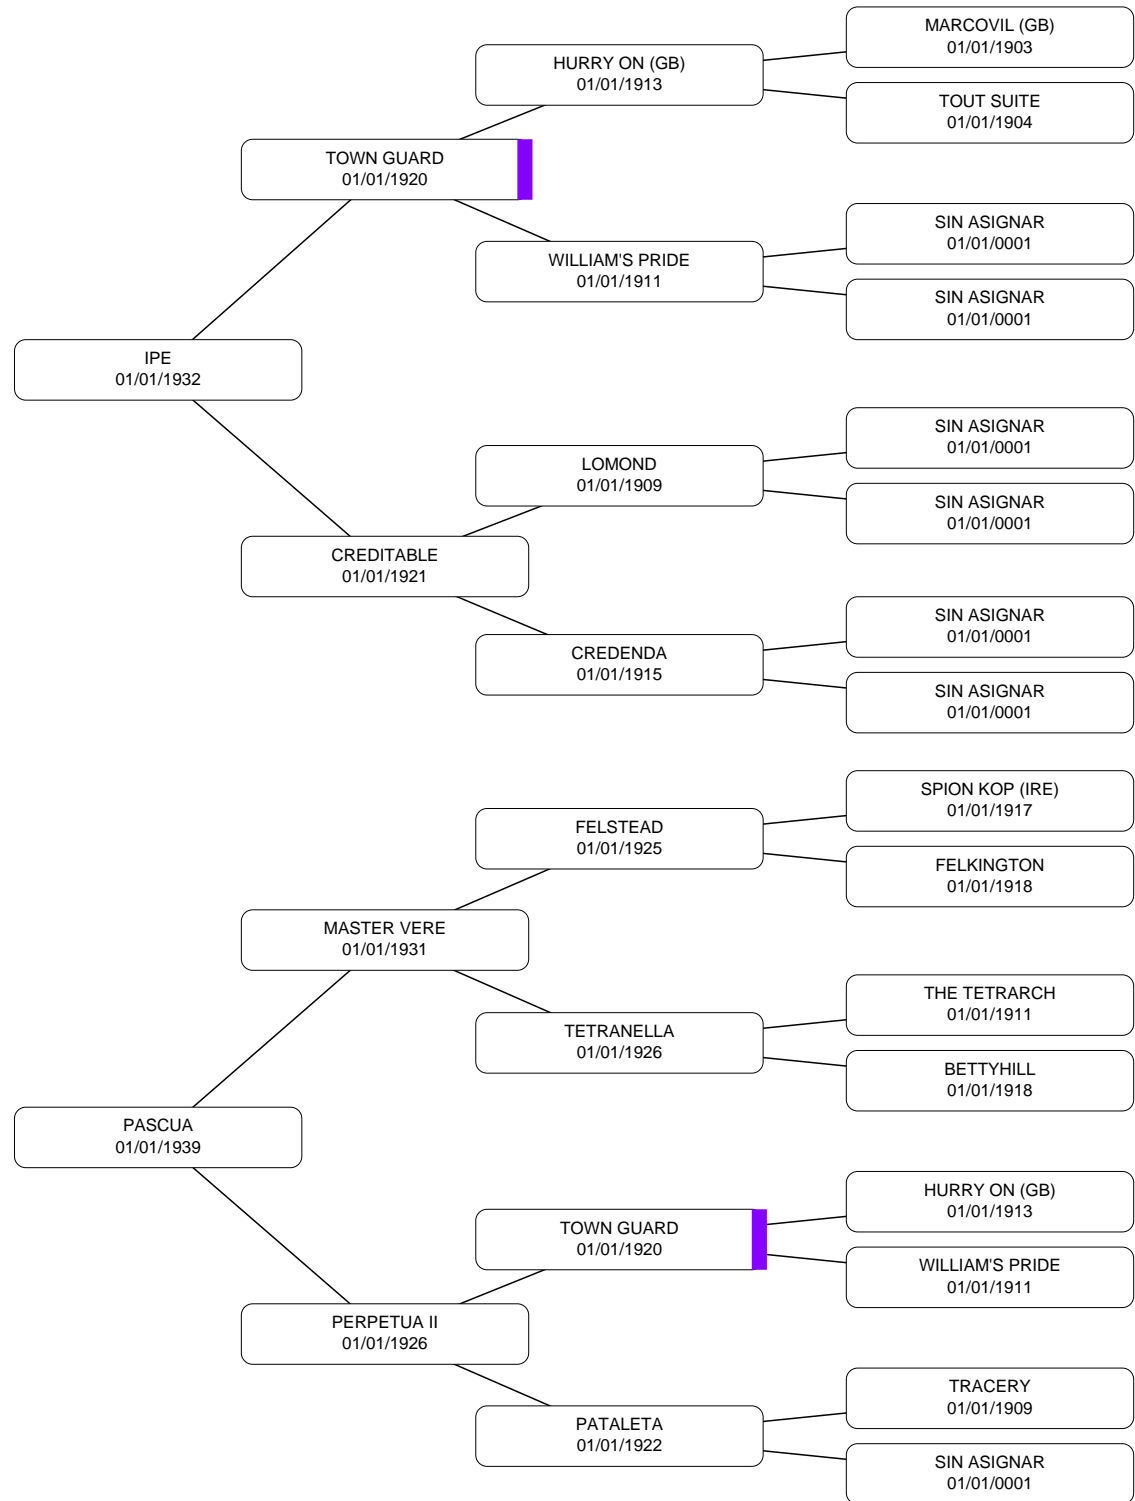 MARCOVIL (GB)
01/01/1903
HURRY ON (GB)
01/01/1913
TOUT SUITE
01/01/1904
TOWN GUARD
01/01/1920
SIN ASIGNAR
01/01/0001
WILLIAM'S PRIDE
01/01/1911
SIN ASIGNAR
01/01/0001
IPE
01/01/1932
SIN ASIGNAR
01/01/0001
LOMOND
01/01/1909
SIN ASIGNAR
01/01/0001
CREDITABLE
01/01/1921
SIN ASIGNAR
01/01/0001
CREDENDA
01/01/1915
SIN ASIGNAR
01/01/0001
SPION KOP (IRE)
01/01/1917
FELSTEAD
01/01/1925
FELKINGTON
01/01/1918
MASTER VERE
01/01/1931
THE TETRARCH
01/01/1911
TETRANELLA
01/01/1926
BETTYHILL
01/01/1918
PASCUA
01/01/1939
HURRY ON (GB)
01/01/1913
TOWN GUARD
01/01/1920
WILLIAM'S PRIDE
01/01/1911
PERPETUA II
01/01/1926
TRACERY
01/01/1909
PATALETA
01/01/1922
SIN ASIGNAR
01/01/0001